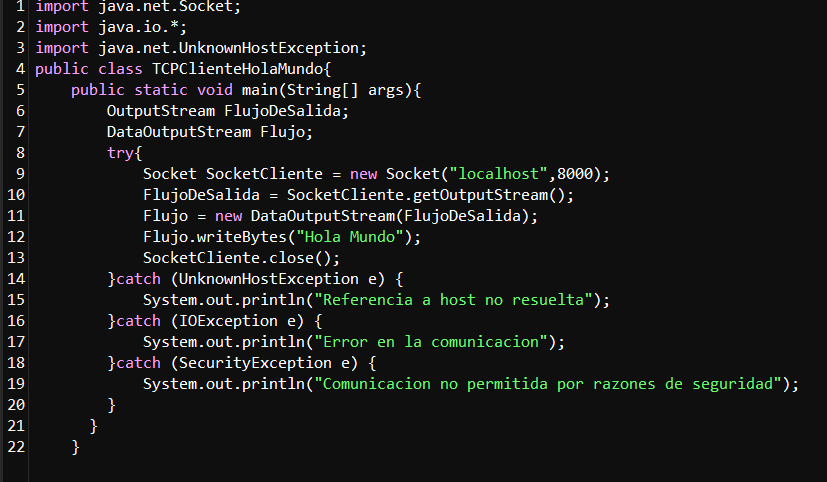 1 import java.net.Socket;
2 import java.io.*;
3 import java.net.UnknownHostException;
4 public class TCPClienteHolaMundo{
5     public static void main(String[] args){
6         OutputStream FlujoDeSalida;
7         DataOutputStream Flujo;
8         try{
9             Socket SocketCliente = new Socket("localhost",8000);
10             FlujoDeSalida = SocketCliente.getOutputStream();
11             Flujo = new DataOutputStream(FlujoDeSalida);
12             Flujo.writeBytes("Hola Mundo");
13             SocketCliente.close();
14         }catch (UnknownHostException e) {
15             System.out.println("Referencia a host no resuelta");
16         }catch (IOException e) {
17             System.out.println("Error en la comunicacion");
18         }catch (SecurityException e) {
19             System.out.println("Comunicacion no permitida por razones de seguridad");
20         }
21       }
22     }